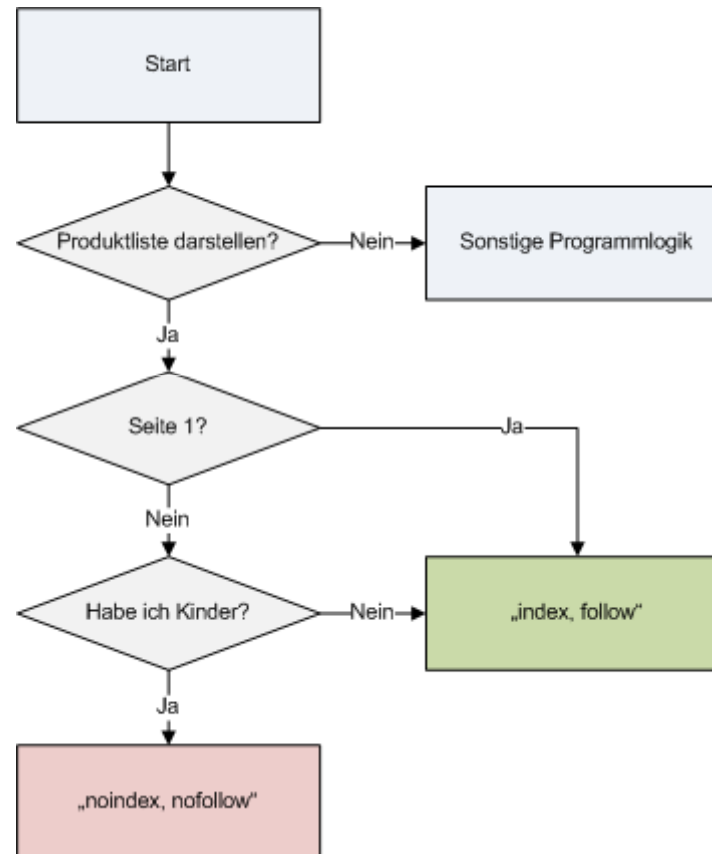 Start
Produktliste darstellen?
Nein
Sonstige Programmlogik
Ja
Seite 1?
Ja
Nein
Habe ich Kinder?
Nein
„index, follow“
Ja
„noindex, nofollow“